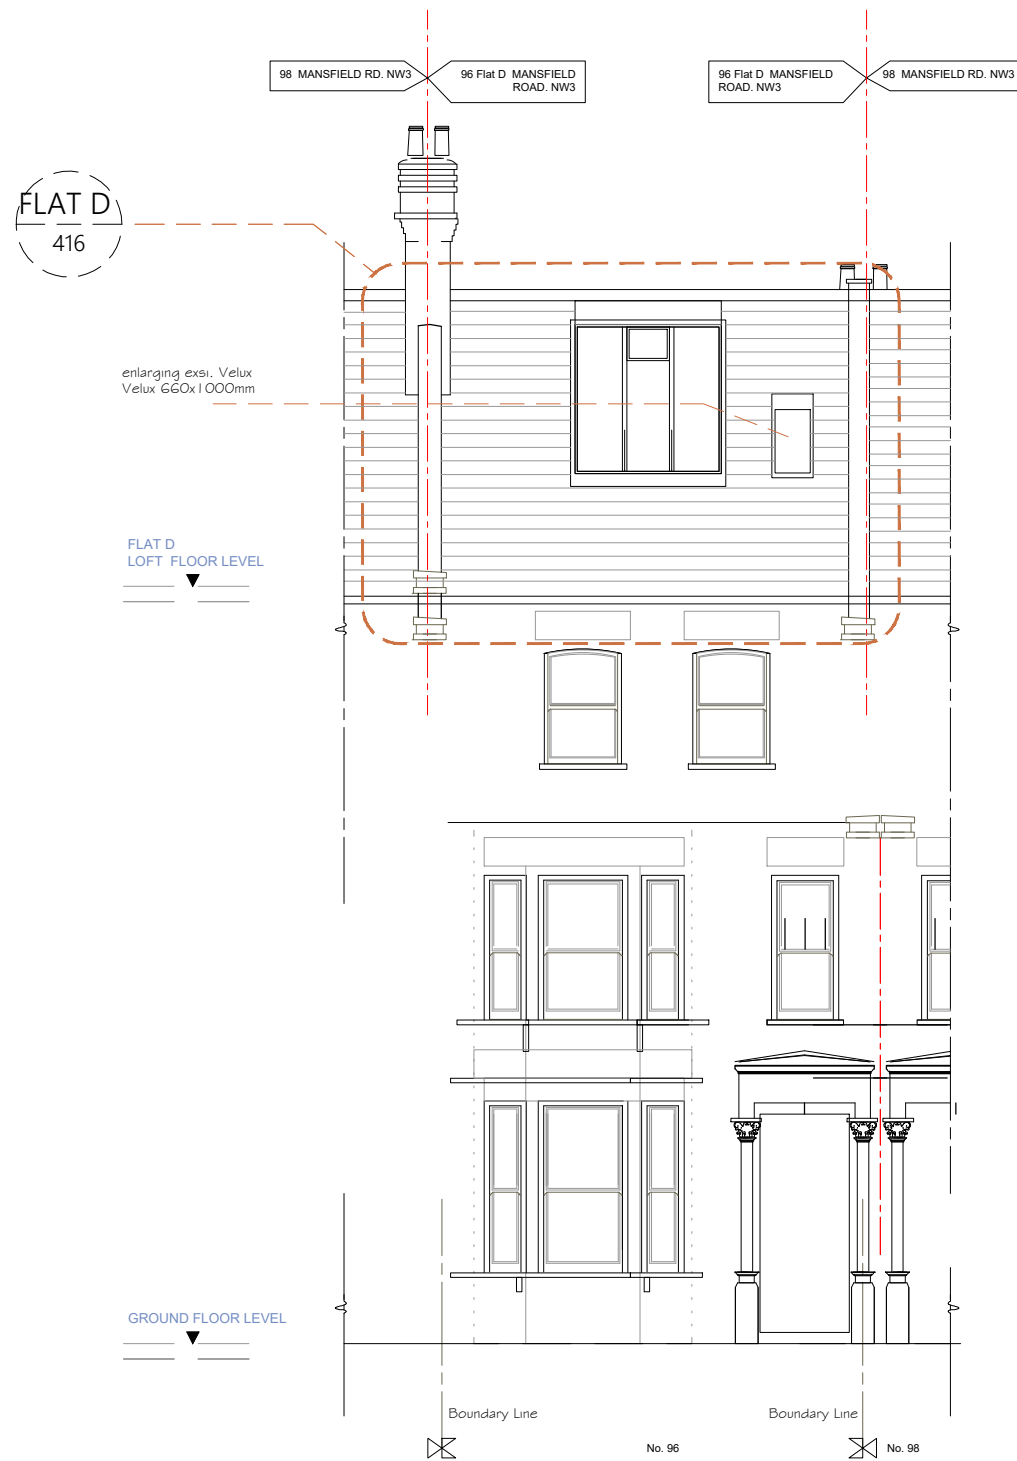 98 MANSFIELD RD. NW3
96 Flat D MANSFIELD
ROAD. NW3
96 Flat D MANSFIELD
ROAD. NW3
98 MANSFIELD RD. NW3
FLAT D
416
enlarging exsi. Velux
Velux 660x1000mm
FLAT D
LOFT FLOOR LEVEL
GROUND FLOOR LEVEL
Boundary Line
Boundary Line
No. 96
No. 98